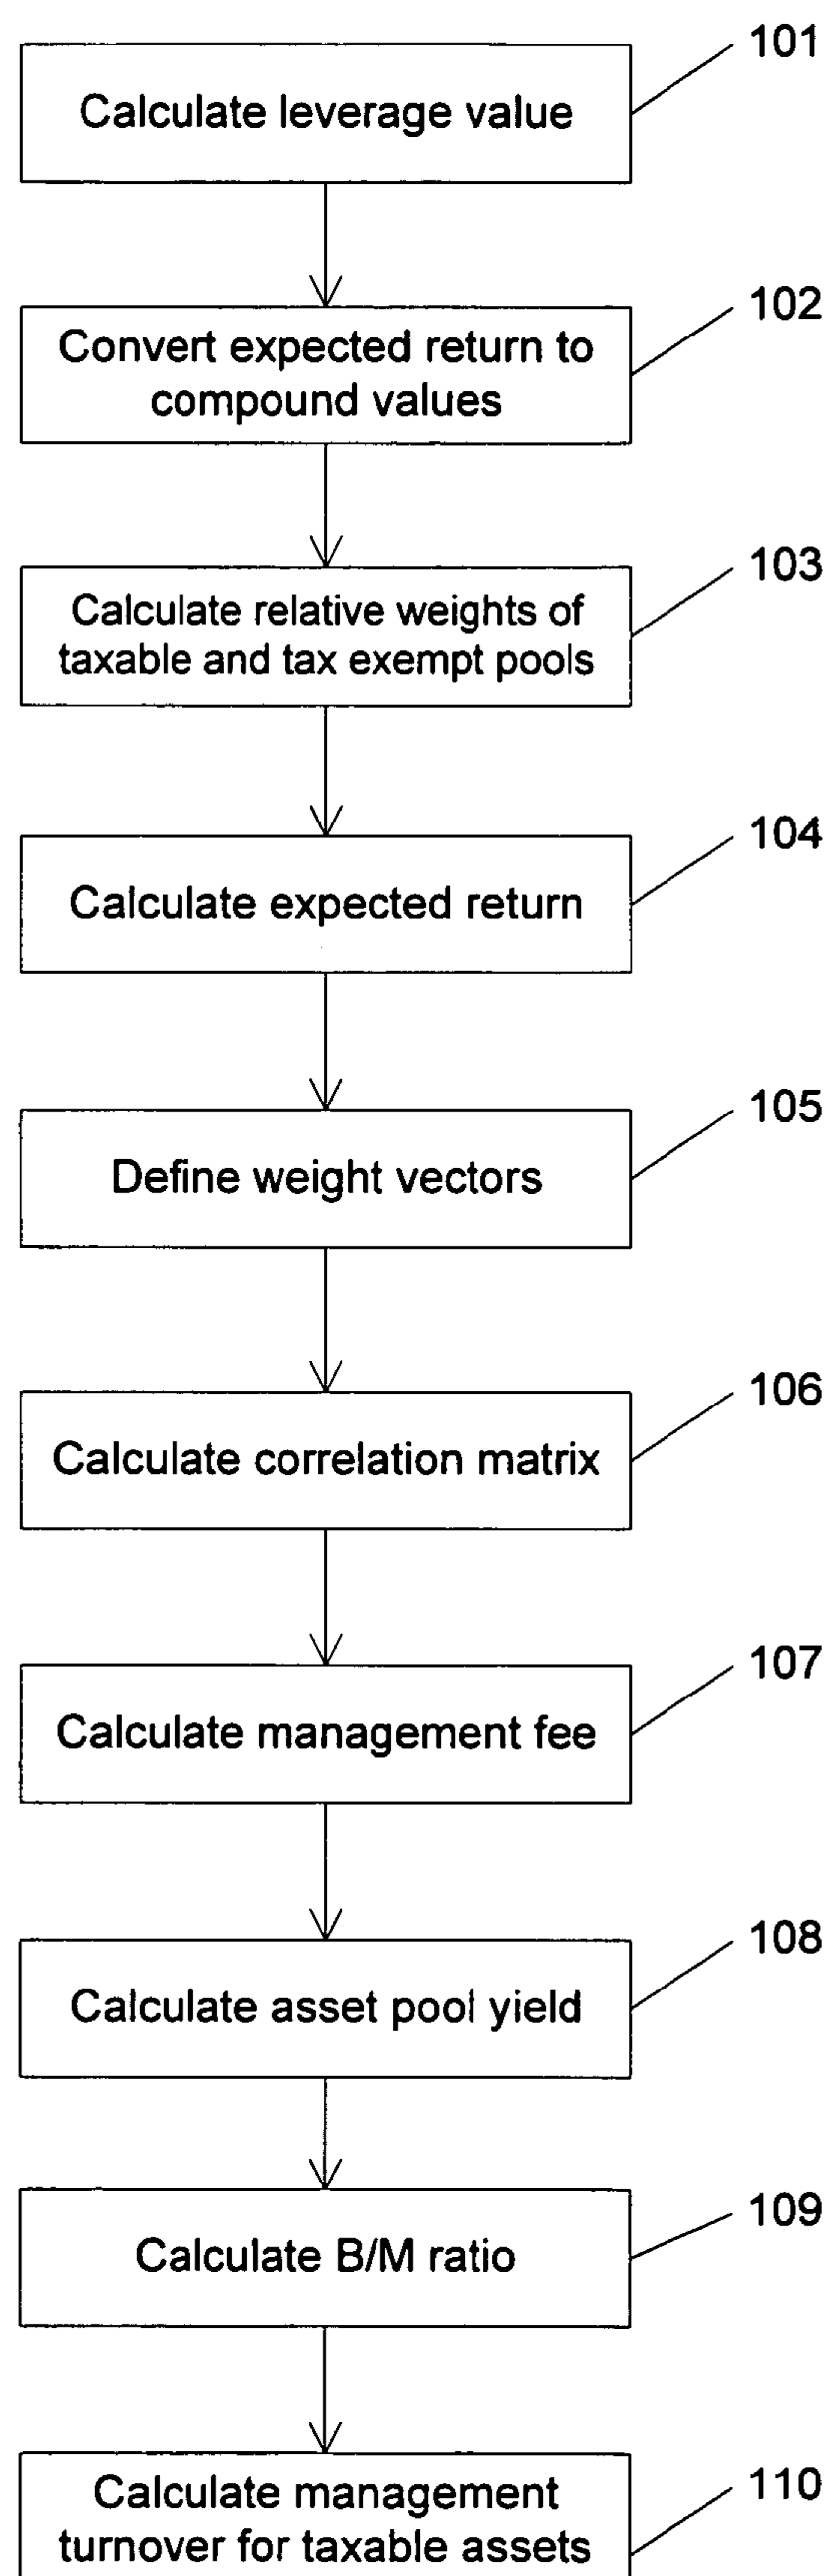 101
Calculate leverage value
102
Convert expected return to
compound values
103
Calculate relative weights of
taxable and tax exempt pools
104
Calculate expected return
105
Define weight vectors
106
Calculate correlation matrix
107
Calculate management fee
108
Calculate asset pool yield
109
Calculate B/M ratio
110
Calculate management
turnover for taxable assets